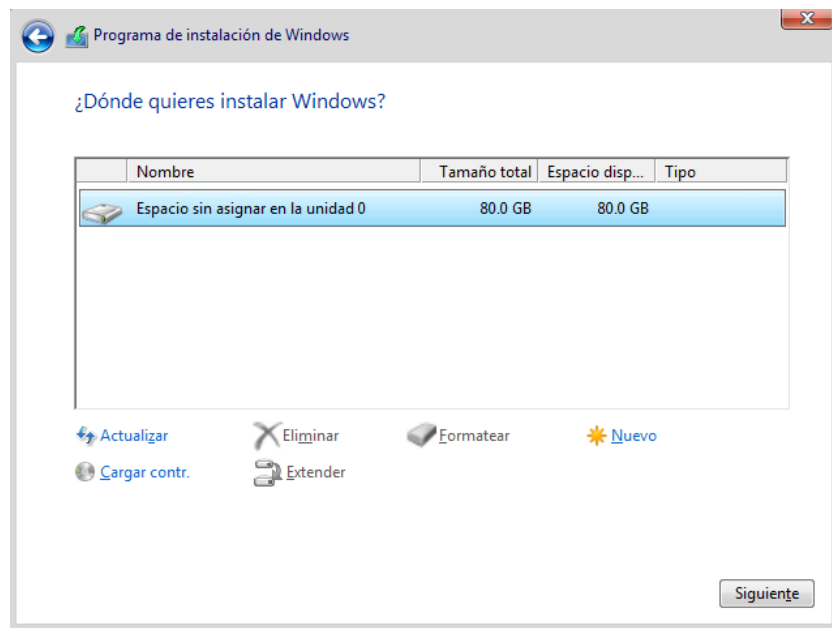 Programa de instalación de Windows
¿Dónde quieres instalar Windows?
Nombre Tamaño total Espacio disp... Tipo
Espacio sin asignar en la unidad 0 80.0 GB 80.0 GB
Actualizar Eliminar Formatear Nuevo
Cargar contr. Extender
Siguiente